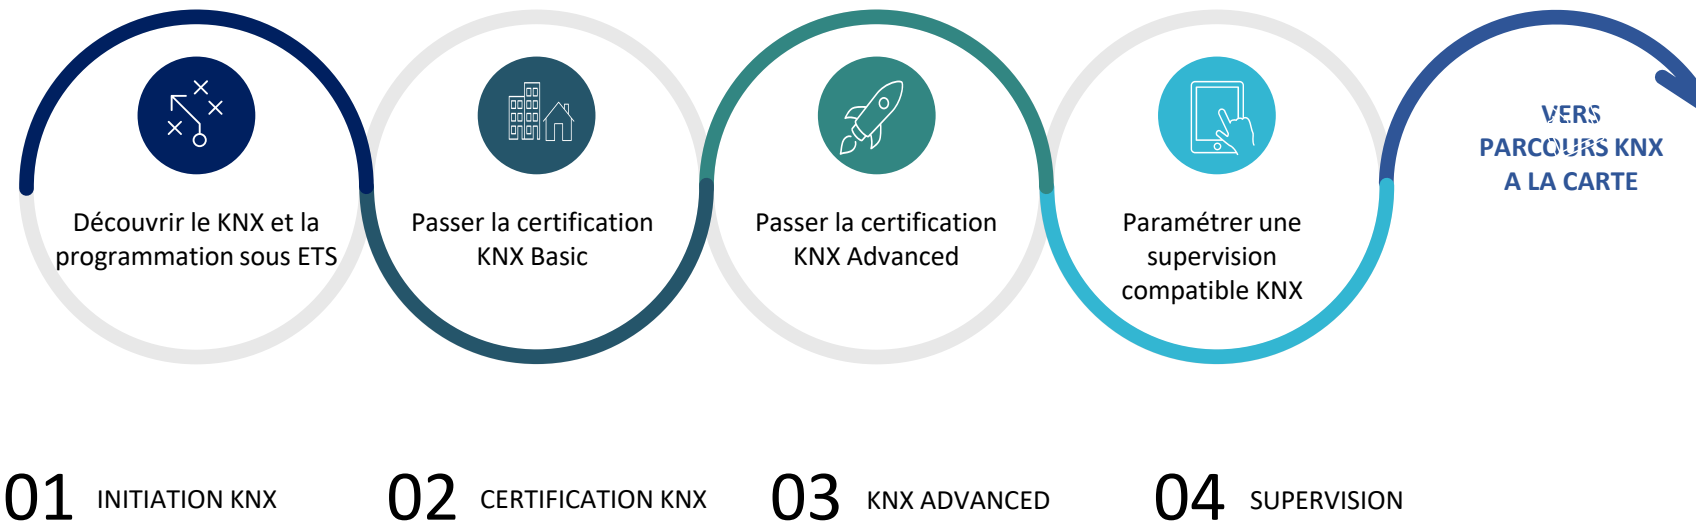 Découvrir le KNX et la
programmation sous ETS
Passer la certification
KNX Basic
Passer la certification
KNX Advanced
Paramétrer une
supervision
compatible KNX
VERS
PARCOURS KNX
A LA CARTE
01 INITIATION KNX
02 CERTIFICATION KNX
03 KNX ADVANCED
04 SUPERVISION